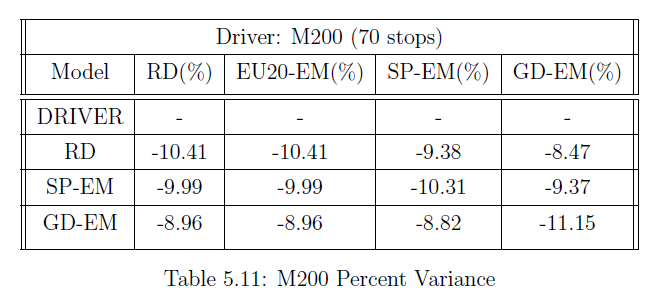 Driver: M200 (70 stops)
Model RD(%) EU20-EM(%) SP-EM(%) GD-EM(%)
DRIVER - - - -
RD -10.41 -10.41 -9.38 -8.47
SP-EM -9.99 -9.99 -10.31 -9.37
GD-EM -8.96 -8.96 -8.82 -11.15
Table 5.11: M200 Percent Variance